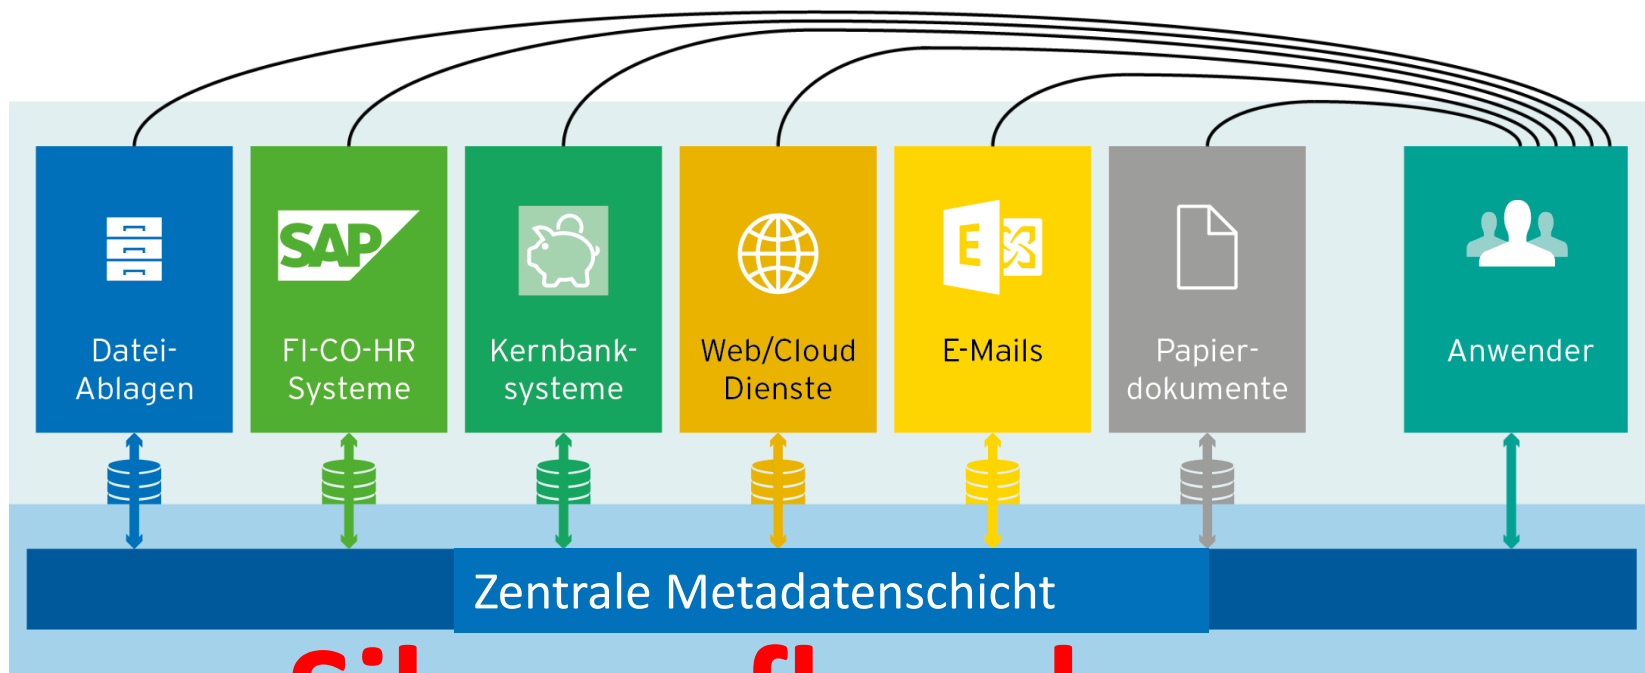 Datei-
Ablagen
SAP
FI-CO-HR
Systeme
Kernbank-
systeme
Web/Cloud
Dienste
E
E-Mails
Papier-
dokumente
Anwender
Zentrale Metadatenschicht